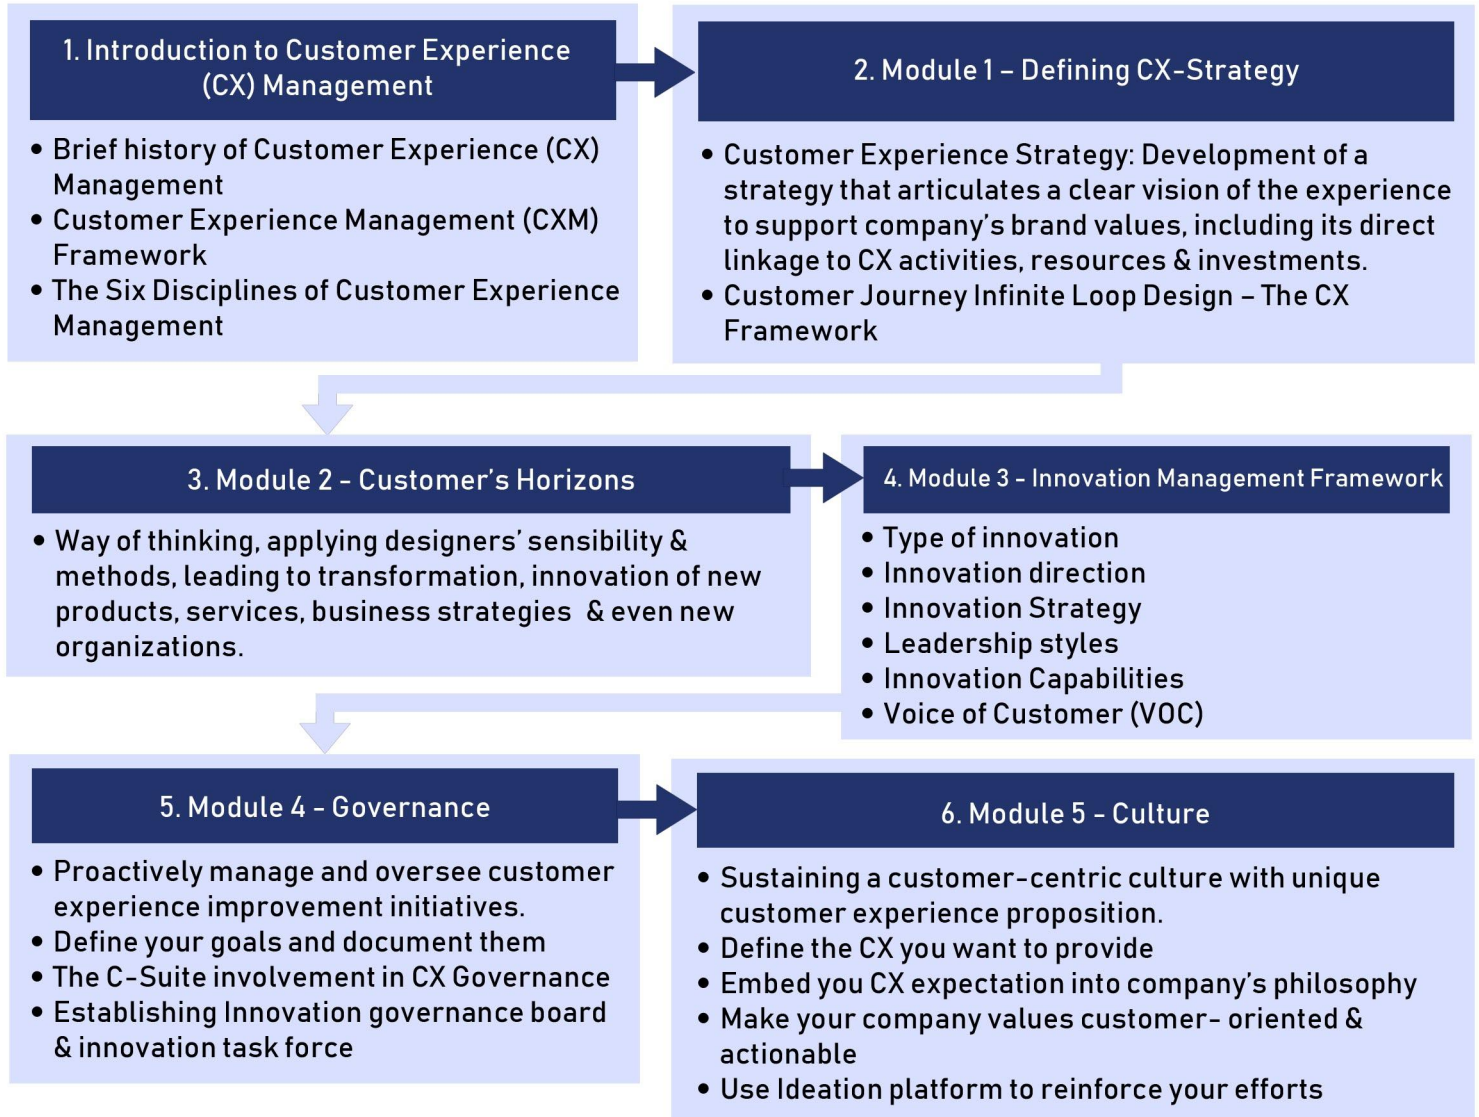 1. Introduction to Customer Experience
(CX) Management
• Brief history of Customer Experience (CX)
Management
• Customer Experience Management (CXM)
Framework
• The Six Disciplines of Customer Experience
Management
2. Module 1 – Defining CX-Strategy
• Customer Experience Strategy: Development of a
strategy that articulates a clear vision of the experience
to support company's brand values, including its direct
linkage to CX activities, resources & investments.
• Customer Journey Infinite Loop Design – The CX
Framework
3. Module 2 - Customer's Horizons
• Way of thinking, applying designers' sensibility &
methods, leading to transformation, innovation of new
products, services, business strategies & even new
organizations.
4. Module 3 - Innovation Management Framework
• Type of innovation
• Innovation direction
• Innovation Strategy
• Leadership styles
• Innovation Capabilities
• Voice of Customer (VOC)
5. Module 4 - Governance
• Proactively manage and oversee customer
experience improvement initiatives.
• Define your goals and document them
• The C-Suite involvement in CX Governance
• Establishing Innovation governance board
& innovation task force
6. Module 5 - Culture
• Sustaining a customer-centric culture with unique
customer experience proposition.
• Define the CX you want to provide
• Embed you CX expectation into company's philosophy
• Make your company values customer- oriented &
actionable
• Use Ideation platform to reinforce your efforts